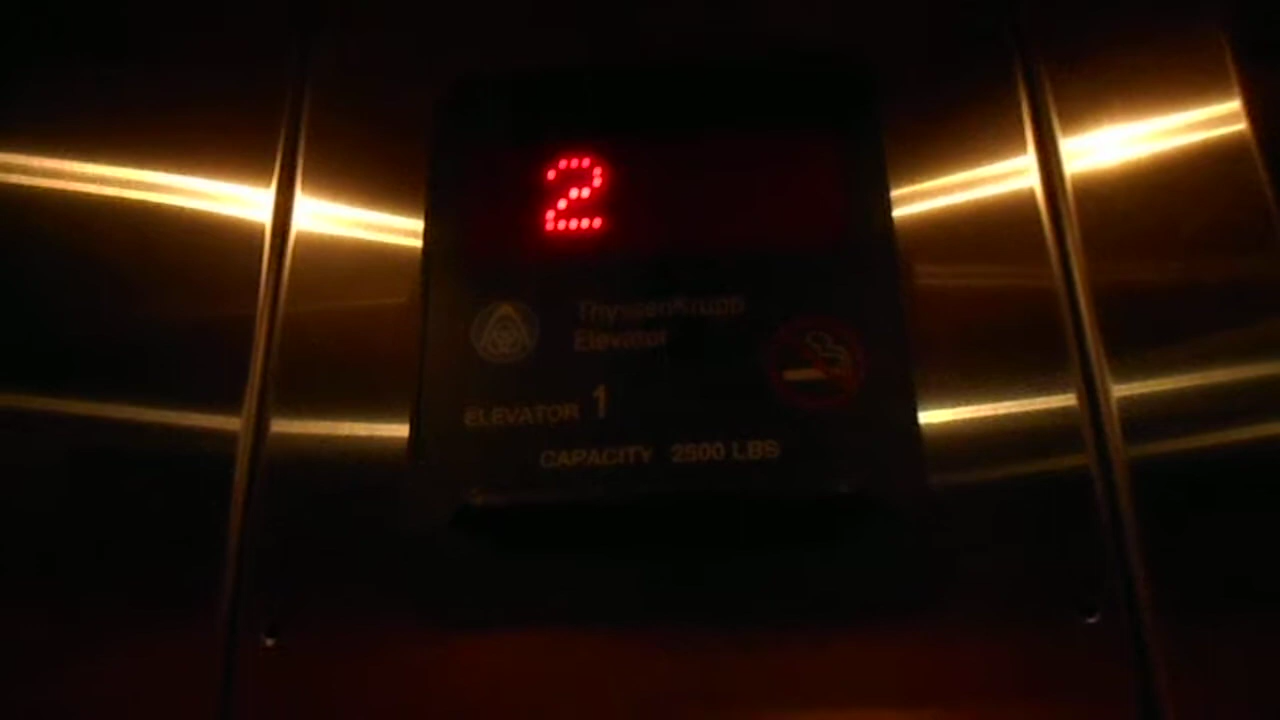 2
ThyssenKrupp
Elevator
ELEVATOR 1
CAPACITY 2500 LBS